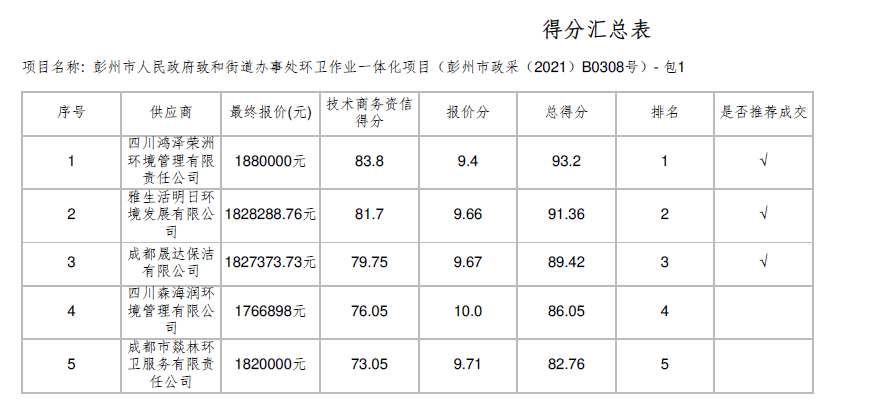 得分汇总表
项目名称: 彭州市人民政府致和街道办事处环卫作业一体化项目（彭州市政采（2021）B0308号）- 包1
序号 供应商 最终报价(元) 技术商务资信得分 报价分 总得分 排名 是否推荐成交
1 四川鸿泽荣洲环境管理有限责任公司 1880000元 83.8 9.4 93.2 1 √
2 雅生活明日环境发展有限公司 1828288.76元 81.7 9.66 91.36 2 √
3 成都晟达保洁有限公司 1827373.73元 79.75 9.67 89.42 3 √
4 四川森海润环境管理有限公司 1766898元 76.05 10.0 86.05 4
5 成都市燚林环卫服务有限责任公司 1820000元 73.05 9.71 82.76 5